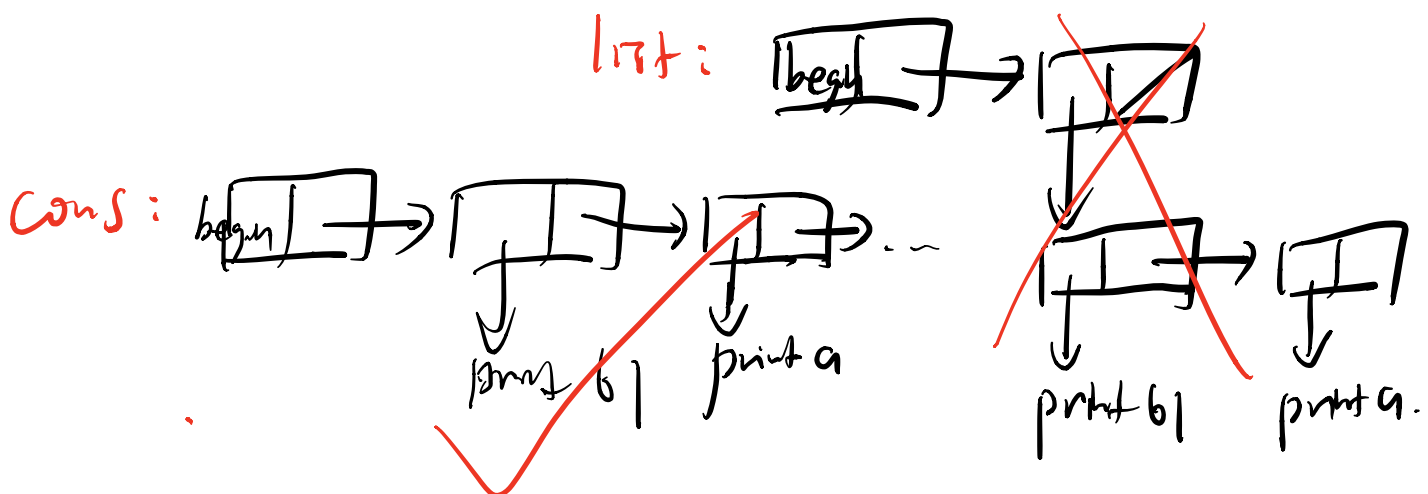 list:
begin
cons:
begin
...
print 61
print a
print 61
print a.